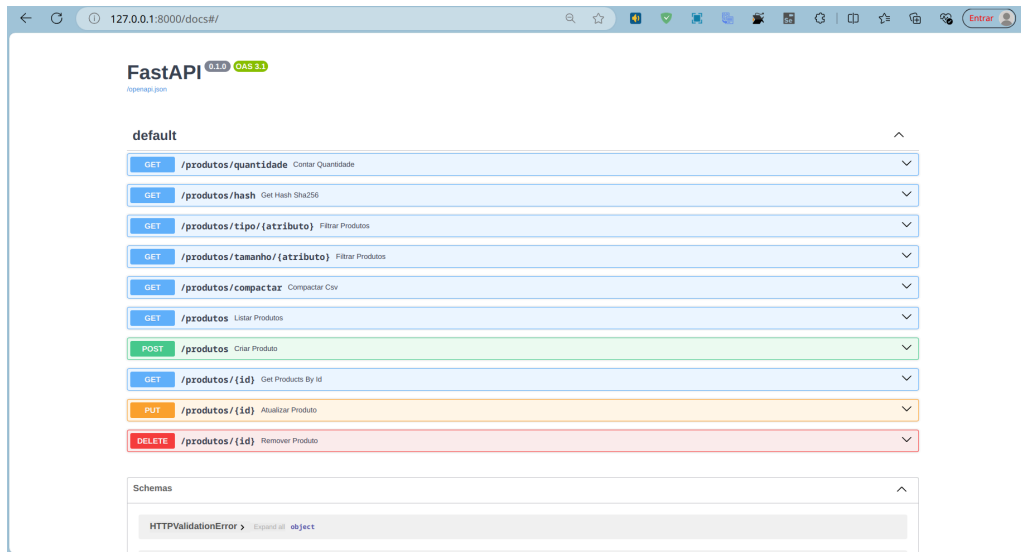 127.0.0.1:8000/docs#/
Entrar
FastAPI 0.1.0 OAS 3.1
/openapi.json
default
GET /produtos/quantidade Contar Quantidade
GET /produtos/hash Get Hash Sha256
GET /produtos/tipo/{atributo} Filtrar Produtos
GET /produtos/tamanho/{atributo} Filtrar Produtos
GET /produtos/compactar Compactar Csv
GET /produtos Listar Produtos
POST /produtos Criar Produto
GET /produtos/{id} Get Products By Id
PUT /produtos/{id} Atualizar Produto
DELETE /produtos/{id} Remover Produto
Schemas
HTTPValidationError Expand all object